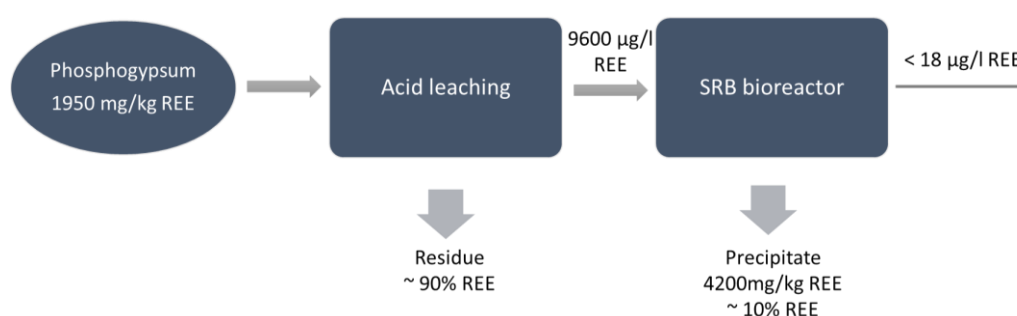 Phosphogypsum
1950 mg/kg REE
Acid leaching
9600 µg/l
REE
SRB bioreactor
< 18 µg/l REE
Residue
~ 90% REE
Precipitate
4200mg/kg REE
~ 10% REE